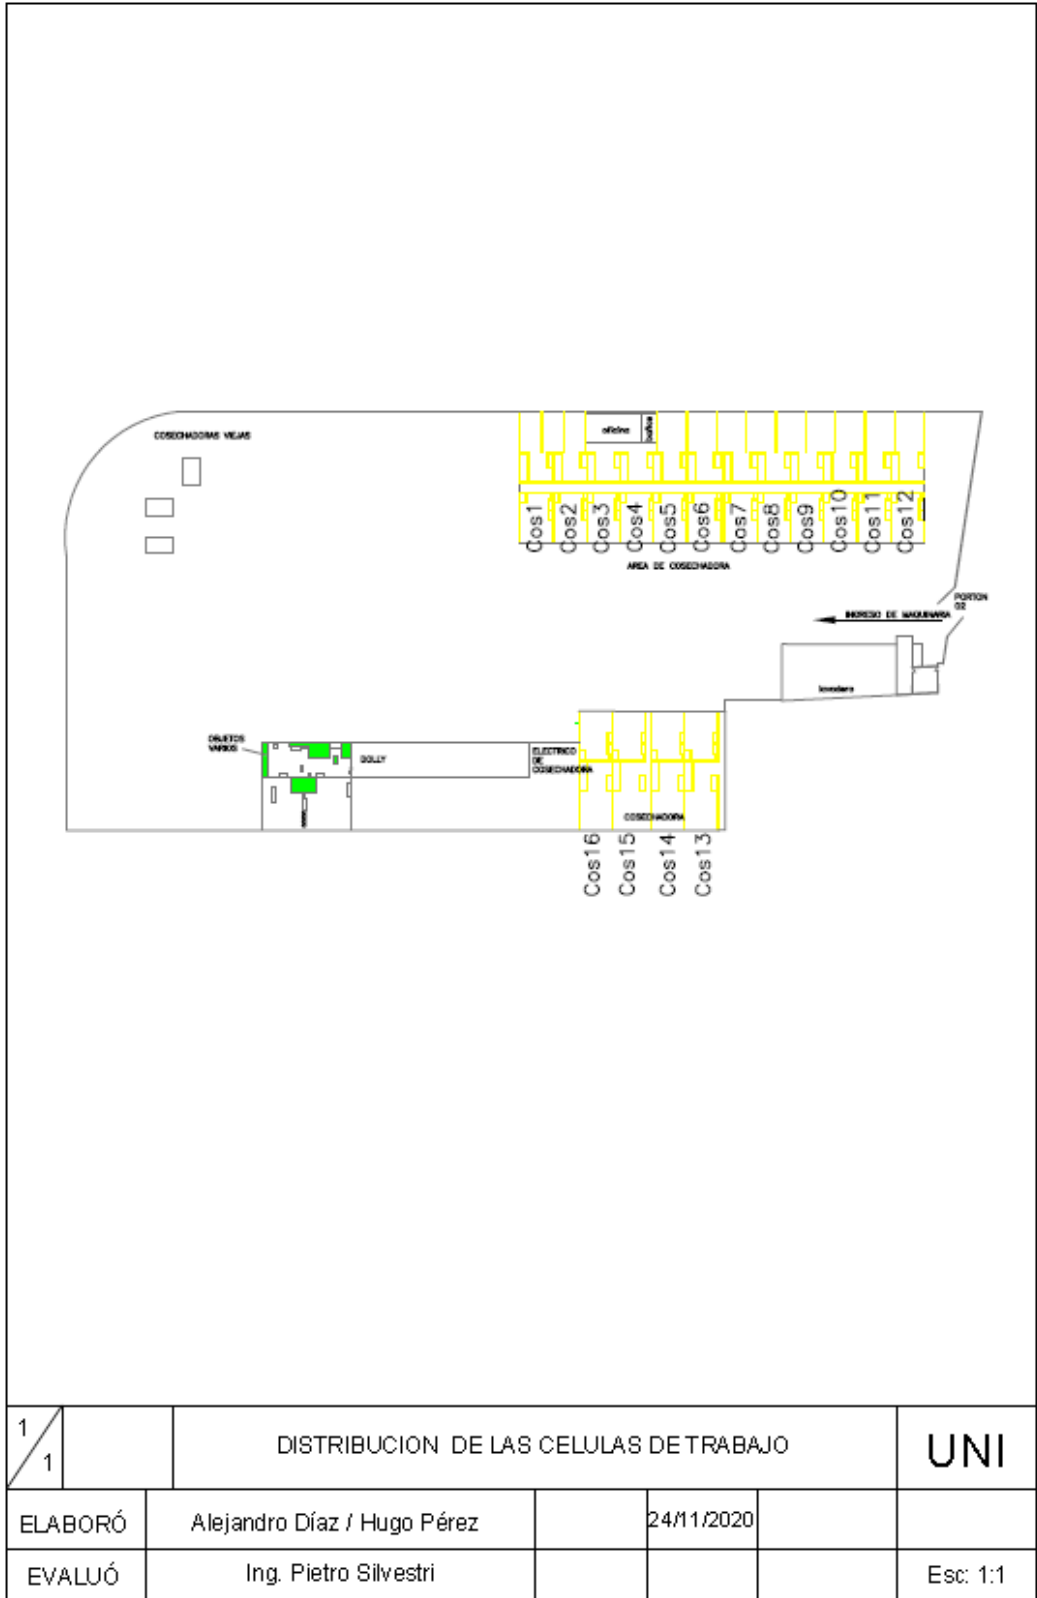 COSECHADORAS VIEJAS
oficina
baños
Cos1
Cos2
Cos3
Cos4
Cos5
Cos6
Cos7
Cos8
Cos9
Cos10
Cos11
Cos12
AREA DE COSECHADORA
PORTON
02
INGRESO DE MAQUINARIA
lavadero
OBJETOS
VARIOS
DOLLY
ELECTRICO
DE
COSECHADORA
COSECHADORA
Cos16
Cos15
Cos14
Cos13
1/1
DISTRIBUCION DE LAS CELULAS DE TRABAJO
UNI
ELABORÓ
Alejandro Díaz / Hugo Pérez
24/11/2020
EVALUÓ
Ing. Pietro Silvestri
Esc: 1:1